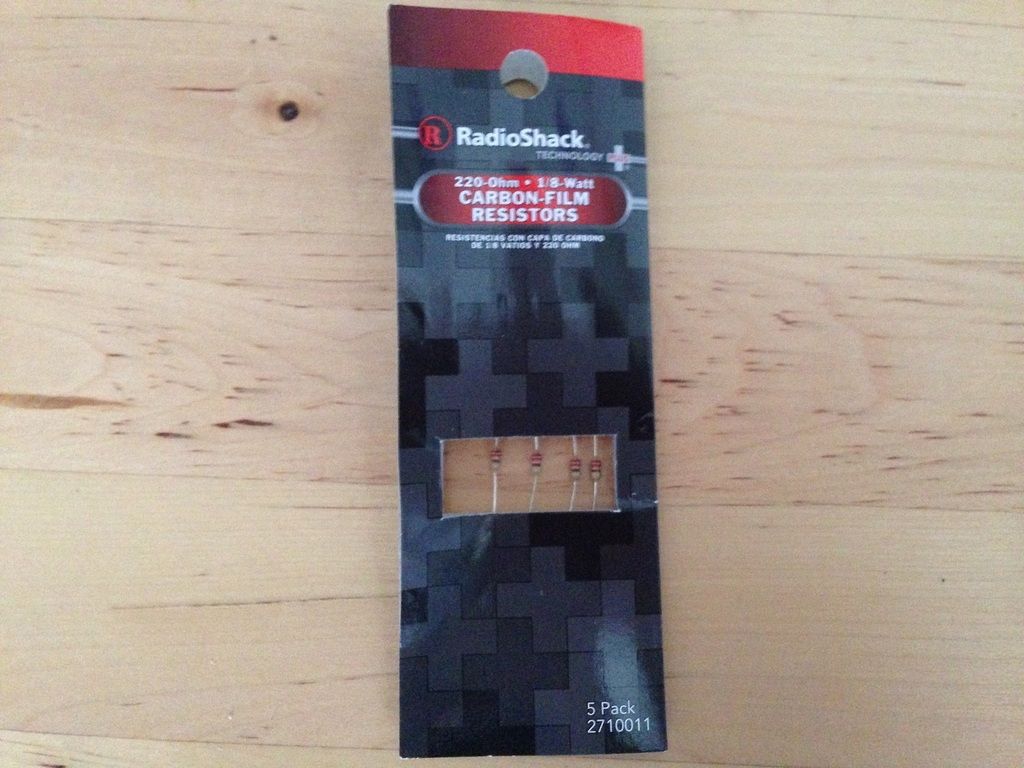 R RadioShack®
TECHNOLOGY PLUS
220-Ohm • 1/8-Watt
CARBON-FILM
RESISTORS
RESISTENCIAS CON CAPA DE CARBONO
DE 1/8 VATIOS Y 220 OHM
5 Pack
2710011